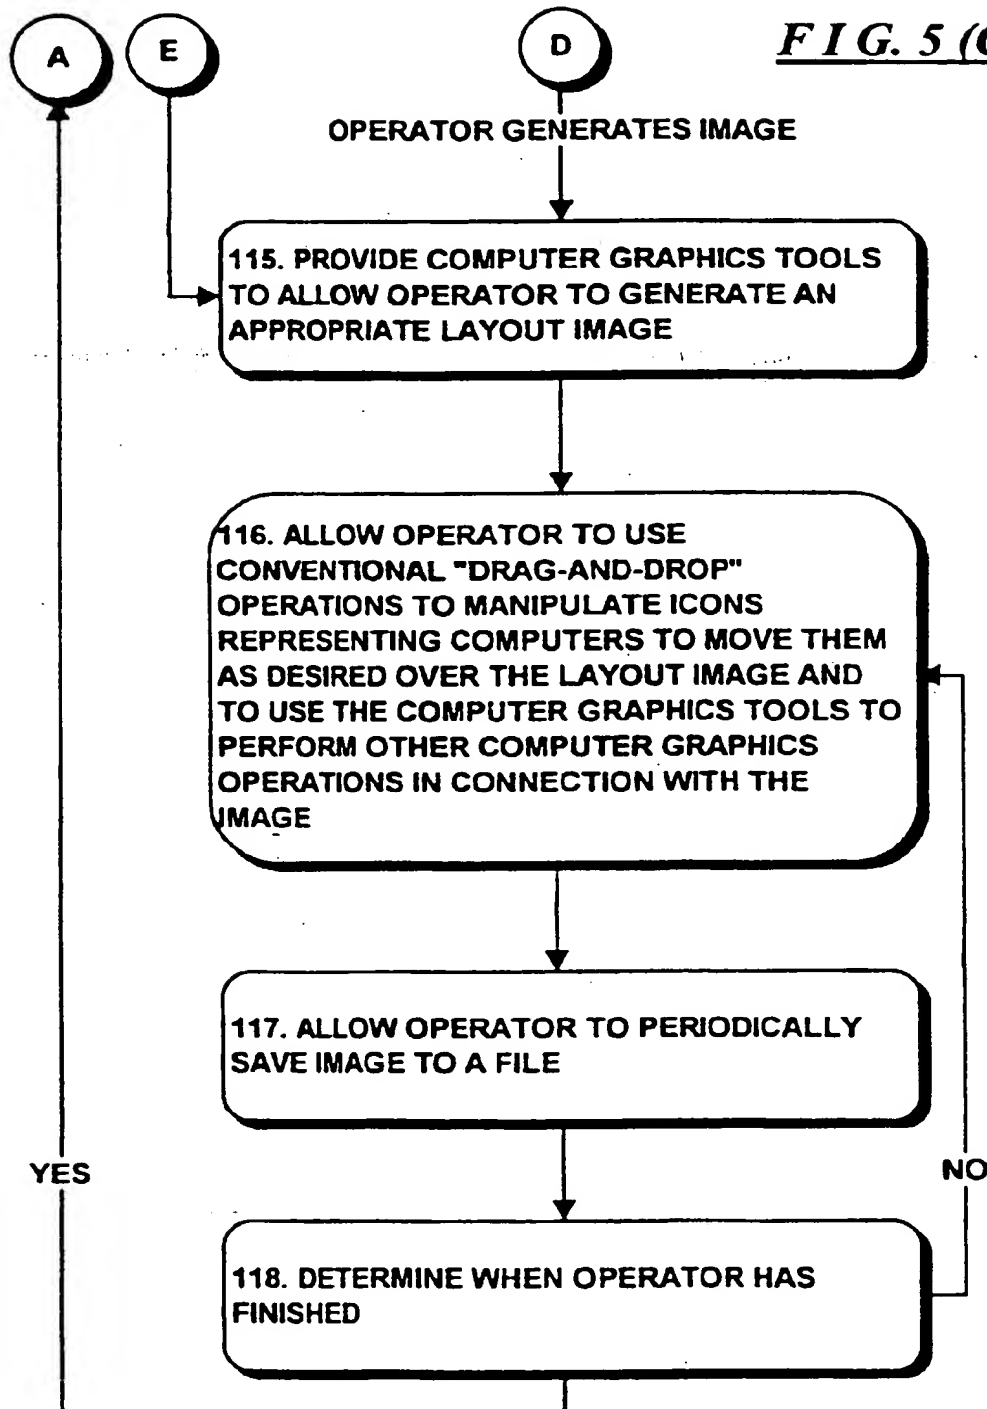 A
E
D
F I G. 5 (
OPERATOR GENERATES IMAGE
115. PROVIDE COMPUTER GRAPHICS TOOLS
TO ALLOW OPERATOR TO GENERATE AN
APPROPRIATE LAYOUT IMAGE
116. ALLOW OPERATOR TO USE
CONVENTIONAL "DRAG-AND-DROP"
OPERATIONS TO MANIPULATE ICONS
REPRESENTING COMPUTERS TO MOVE THEM
AS DESIRED OVER THE LAYOUT IMAGE AND
TO USE THE COMPUTER GRAPHICS TOOLS TO
PERFORM OTHER COMPUTER GRAPHICS
OPERATIONS IN CONNECTION WITH THE
IMAGE
117. ALLOW OPERATOR TO PERIODICALLY
SAVE IMAGE TO A FILE
YES
NO
118. DETERMINE WHEN OPERATOR HAS
FINISHED